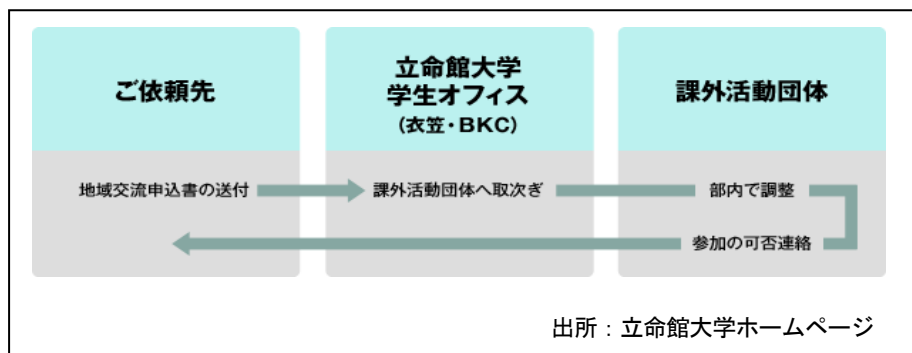 ご依頼先
立命館大学
学生オフィス
（衣笠・BKC）
課外活動団体
地域交流申込書の送付
課外活動団体へ取次ぎ
部内で調整
参加の可否連絡
出所：立命館大学ホームページ